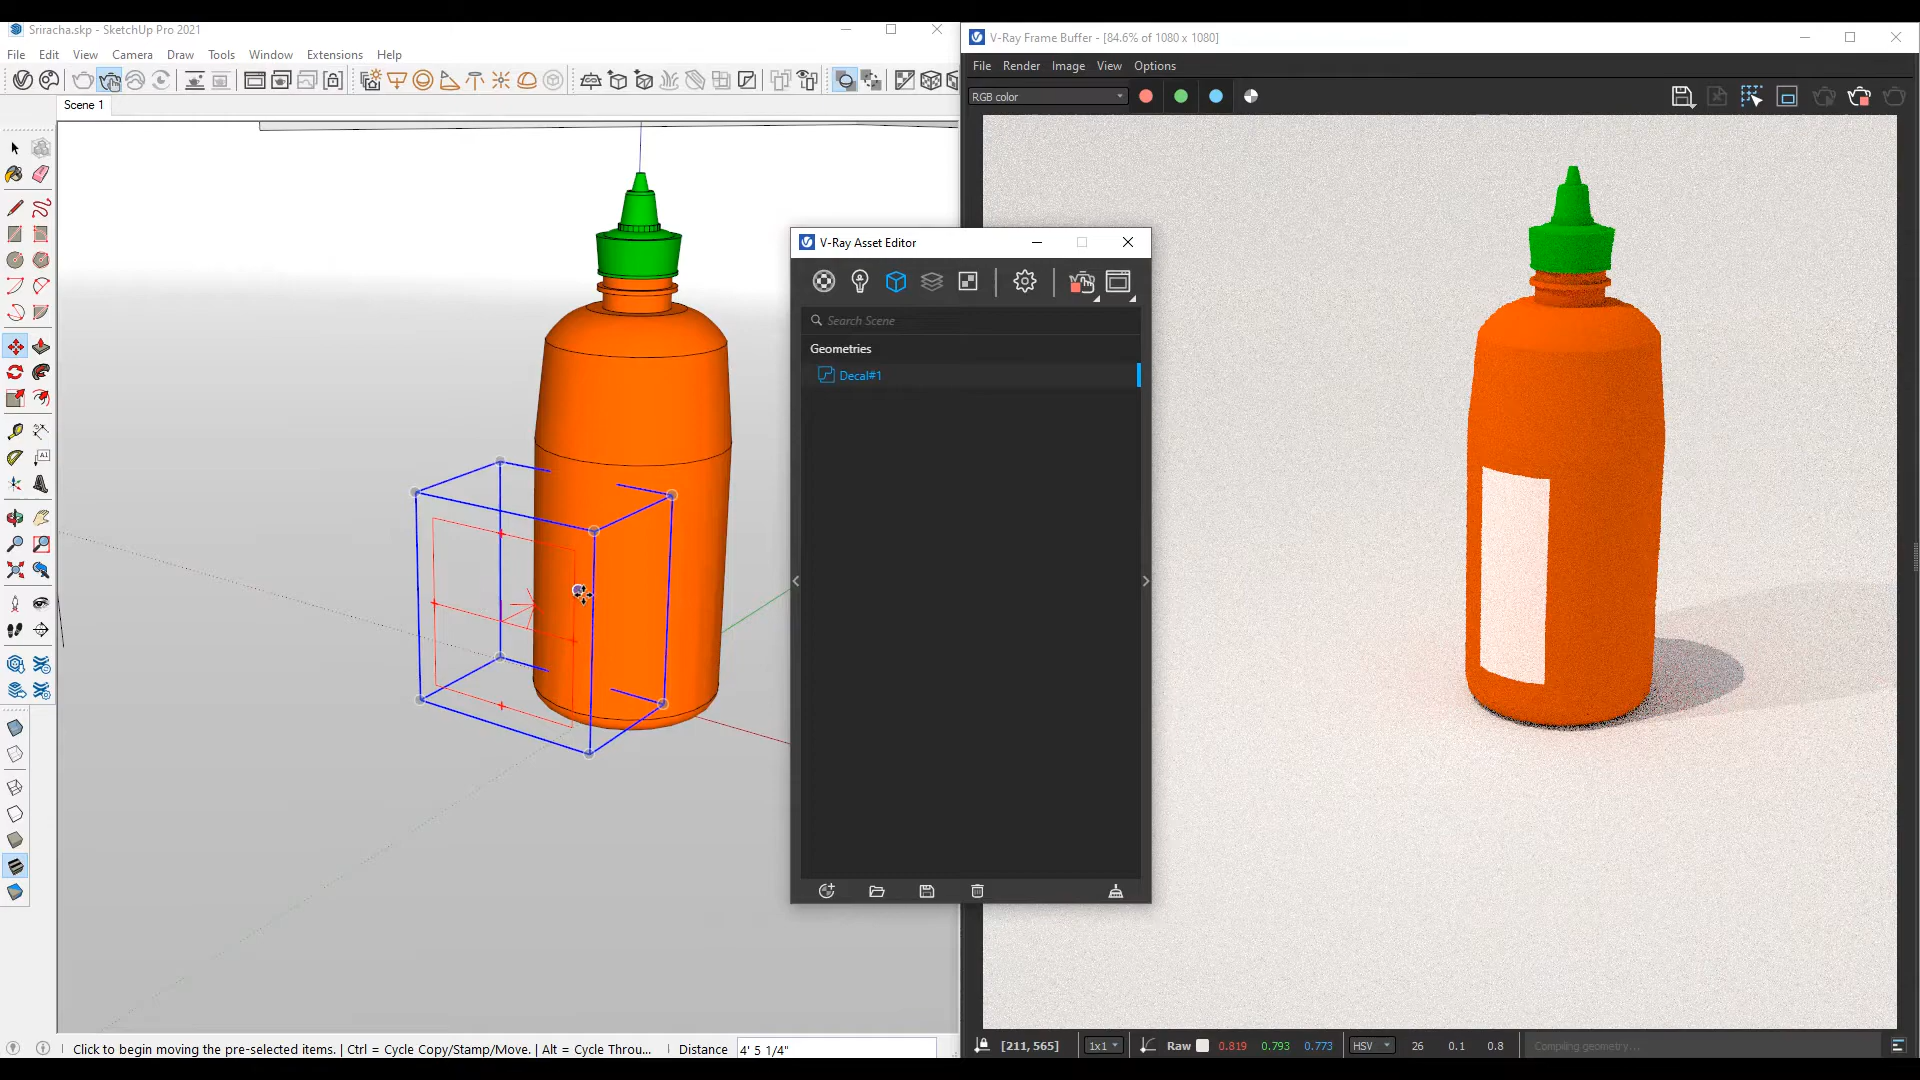 Sriracha.skp - SketchUp Pro 2021
File Edit View Camera Draw Tools Window Extensions Help
Scene 1
V-Ray Frame Buffer - [84.6% of 1080 x 1080]
File Render Image View Options
RGB color
V-Ray Asset Editor
Search Scene
Geometries
Decal#1
A1
Click to begin moving the pre-selected items. | Ctrl = Cycle Copy/Stamp/Move. | Alt = Cycle Throu...
Distance 4' 5 1/4"
[211, 565] 1x1 Raw 0.819 0.793 0.773 HSV 26 0.1 0.8 Compiling geometry...